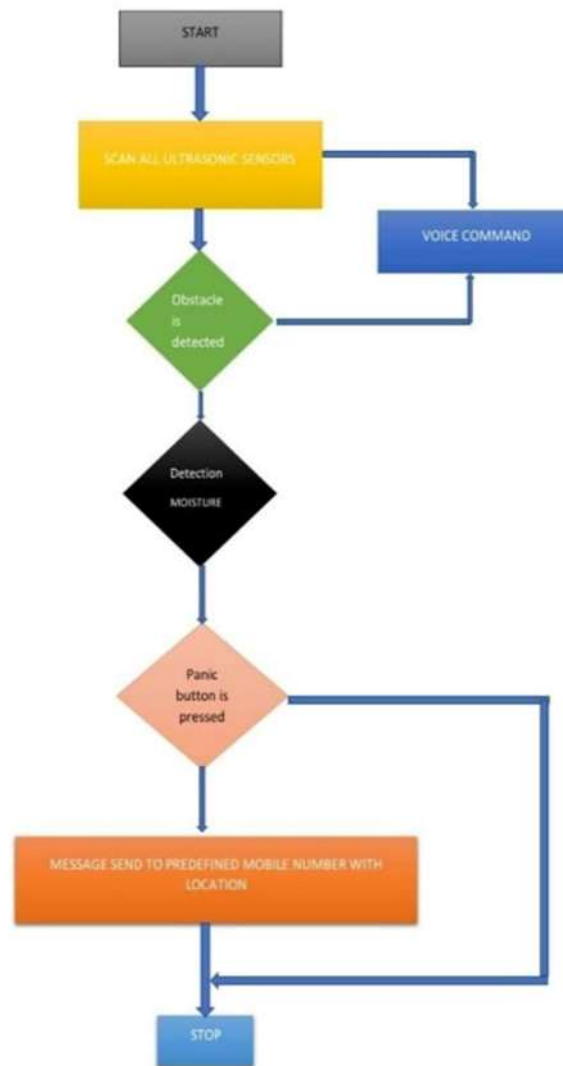 START
SCAN ALL ULTRASONIC SENSORS
VOICE COMMAND
Obstacle
is
detected
Detection
MOISTURE
Panic
button is
pressed
MESSAGE SEND TO PREDEFINED MOBILE NUMBER WITH
LOCATION
STOP